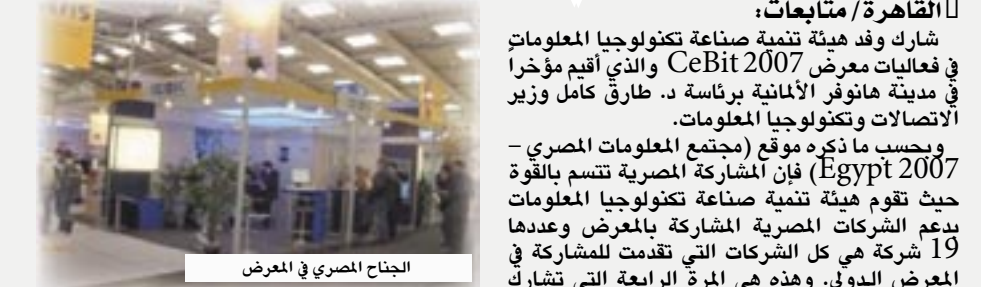 القاهرة/ متابعات:
شارك وفد هيئة تنمية صناعة تكنولوجيا المعلومات
في فعاليات معرض CeBit 2007 والذي أقيم مؤخراً
في مدينة هانوفر الألمانية برئاسة د. طارق كامل وزير
الاتصالات وتكنولوجيا المعلومات.
وبحسب ما ذكره موقع (مجتمع المعلومات المصري –
Egypt 2007) فإن المشاركة المصرية تتسم بالقوة
حيث تقوم هيئة تنمية صناعة تكنولوجيا المعلومات
بدعم الشركات المصرية المشاركة بالمعرض وعددها
19 شركة هي كل الشركات التي تقدمت للمشاركة في
المعرض الدولي. وهذه هي المرة الرابعة التي تشارك
الجناح المصري في المعرض